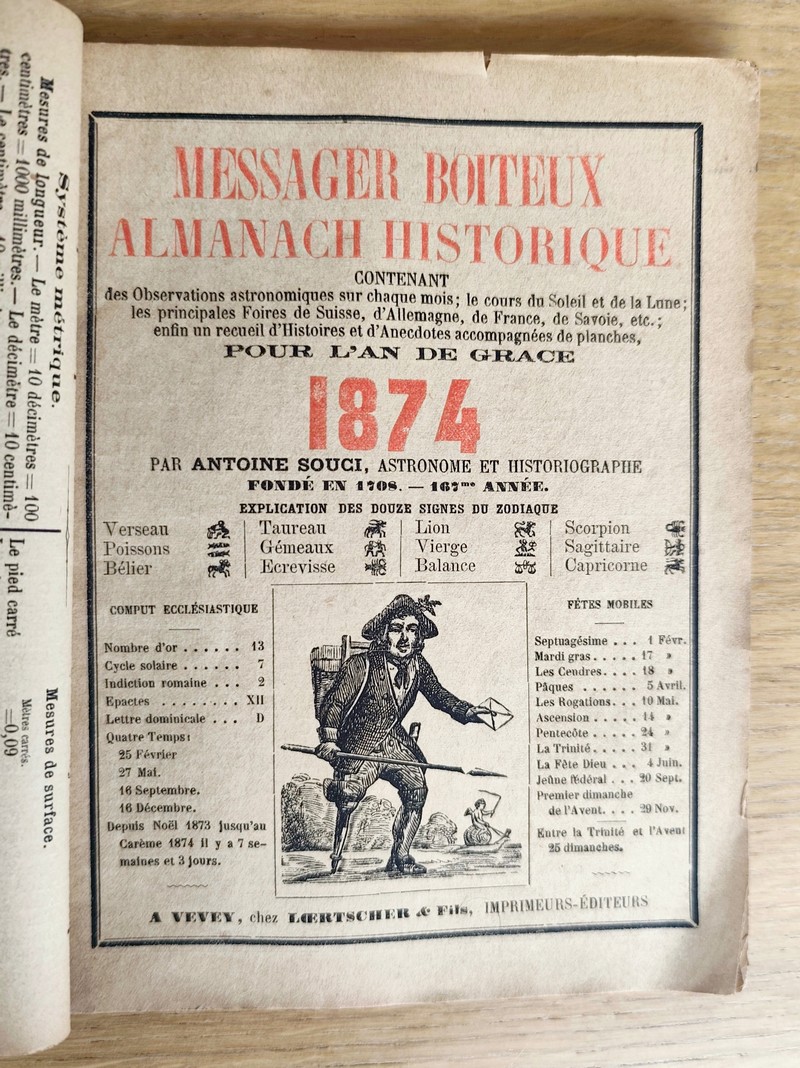 MESSAGER BOITEUX
ALMANACH HISTORIQUE
CONTENANT
des Observations astronomiques sur chaque mois; le cours du Soleil et de la Lune;
les principales Foires de Suisse, d'Allemagne, de France, de Savoie, etc.;
enfin un recueil d'Histoires et d'Anecdotes accompagnées de planches,
POUR L'AN DE GRACE
1874
PAR ANTOINE SOUCI, ASTRONOME ET HISTORIOGRAPHE
FONDÉ EN 1708. — 167me ANNÉE.
EXPLICATION DES DOUZE SIGNES DU ZODIAQUE
Verseau
Poissons
Bélier
Taureau
Gémeaux
Ecrevisse
Lion
Vierge
Balance
Scorpion
Sagittaire
Capricorne
COMPUT ECCLÉSIASTIQUE
Nombre d'or . . . . . . 13
Cycle solaire . . . . . . 7
Indiction romaine . . . 2
Epactes . . . . . . . . XII
Lettre dominicale . . . D
Quatre Temps:
25 Février
27 Mai.
16 Septembre.
16 Décembre.
Depuis Noël 1873 jusqu'au
Carême 1874 il y a 7 se-
maines et 3 jours.
FÊTES MOBILES
Septuagésime . . . 1 Févr.
Mardi gras . . . . . 17 »
Les Cendres . . . . 18 »
Pâques . . . . . . 5 Avril.
Les Rogations . . . 10 Mai.
Ascension . . . . . 14 »
Pentecôte . . . . . 24 »
La Trinité . . . . . 31 »
La Fête Dieu . . . 4 Juin.
Jeûne fédéral . . . 20 Sept.
Premier dimanche
de l'Avent . . . . 29 Nov.
Entre la Trinité et l'Avent
25 dimanches.
A VEVEY, chez LŒRTSCHER & Fils, IMPRIMEURS-ÉDITEURS
Système métrique.
Mesures de longueur. — Le mètre = 10 décimètres = 100
centimètres = 1000 millimètres. — Le décimètre = 10 centimè-
tres. — Le
Mesures de surface.
Mètres carrés.
Le pied carré =0,09